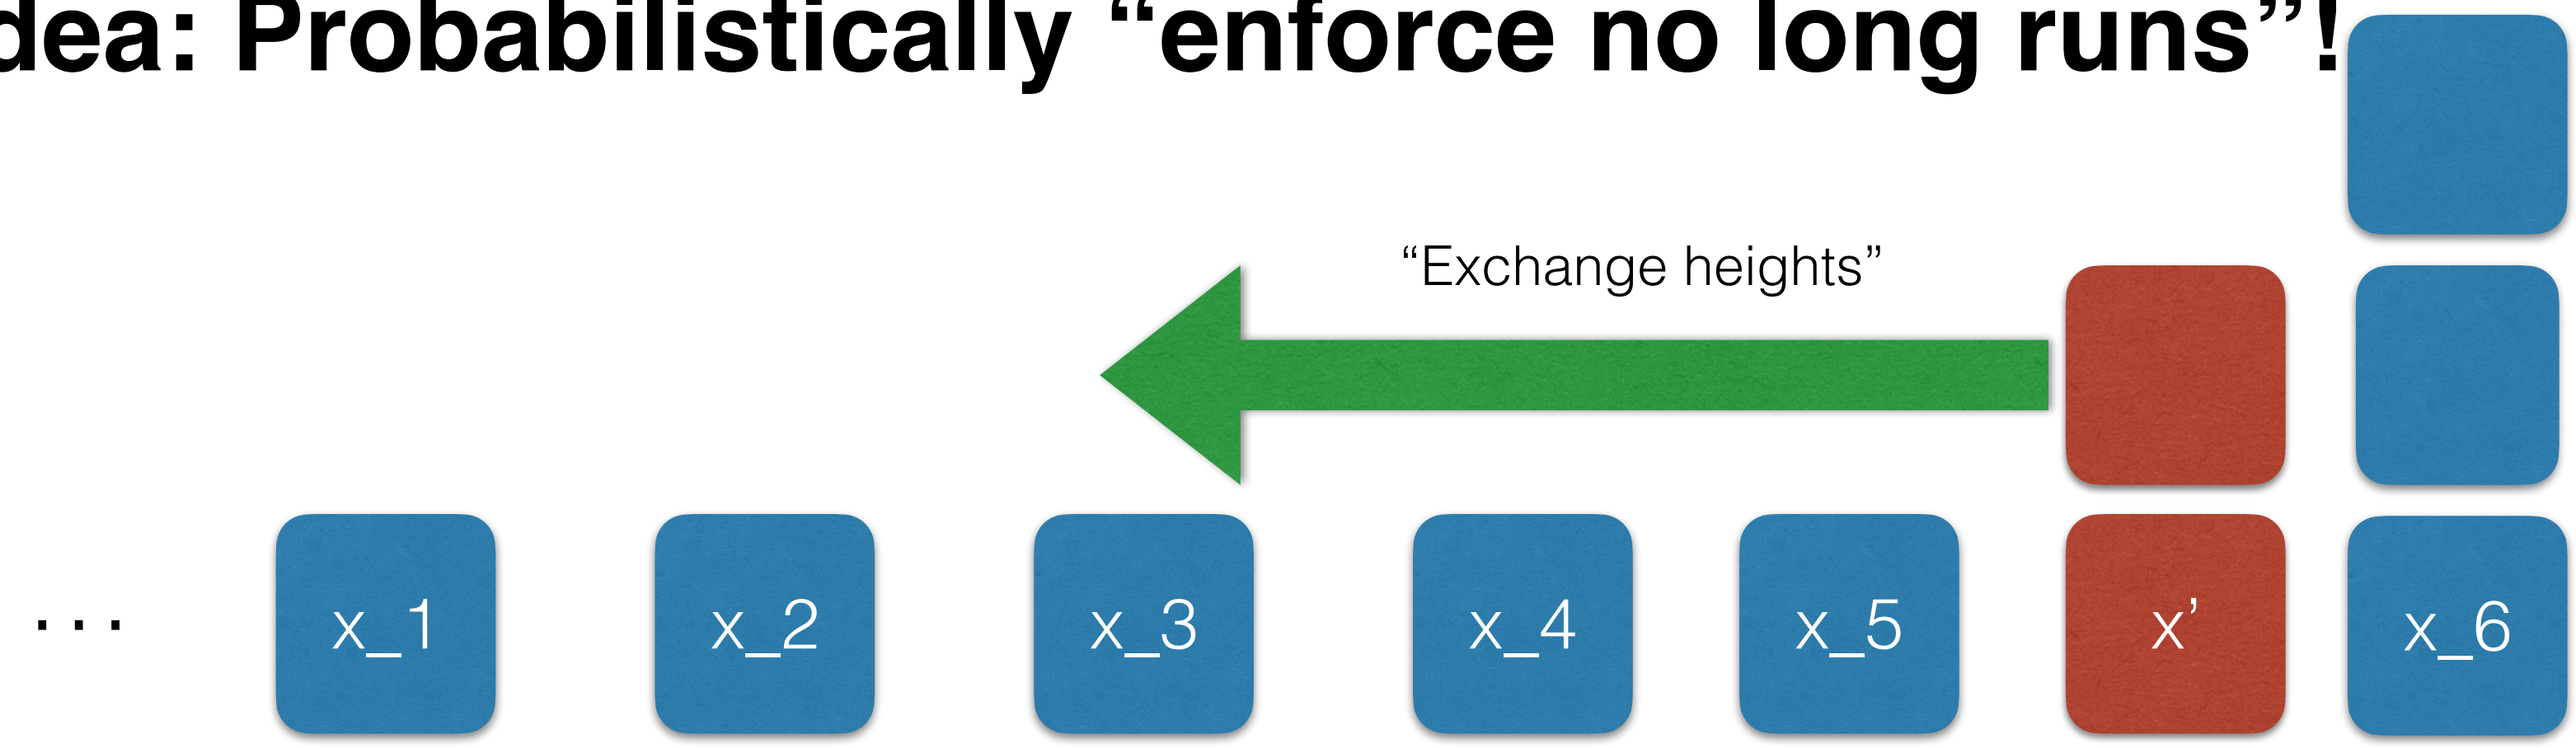 dea: Probabilistically “enforce no long runs”!
“Exchange heights”
... x_1 x_2 x_3 x_4 x_5 x’ x_6